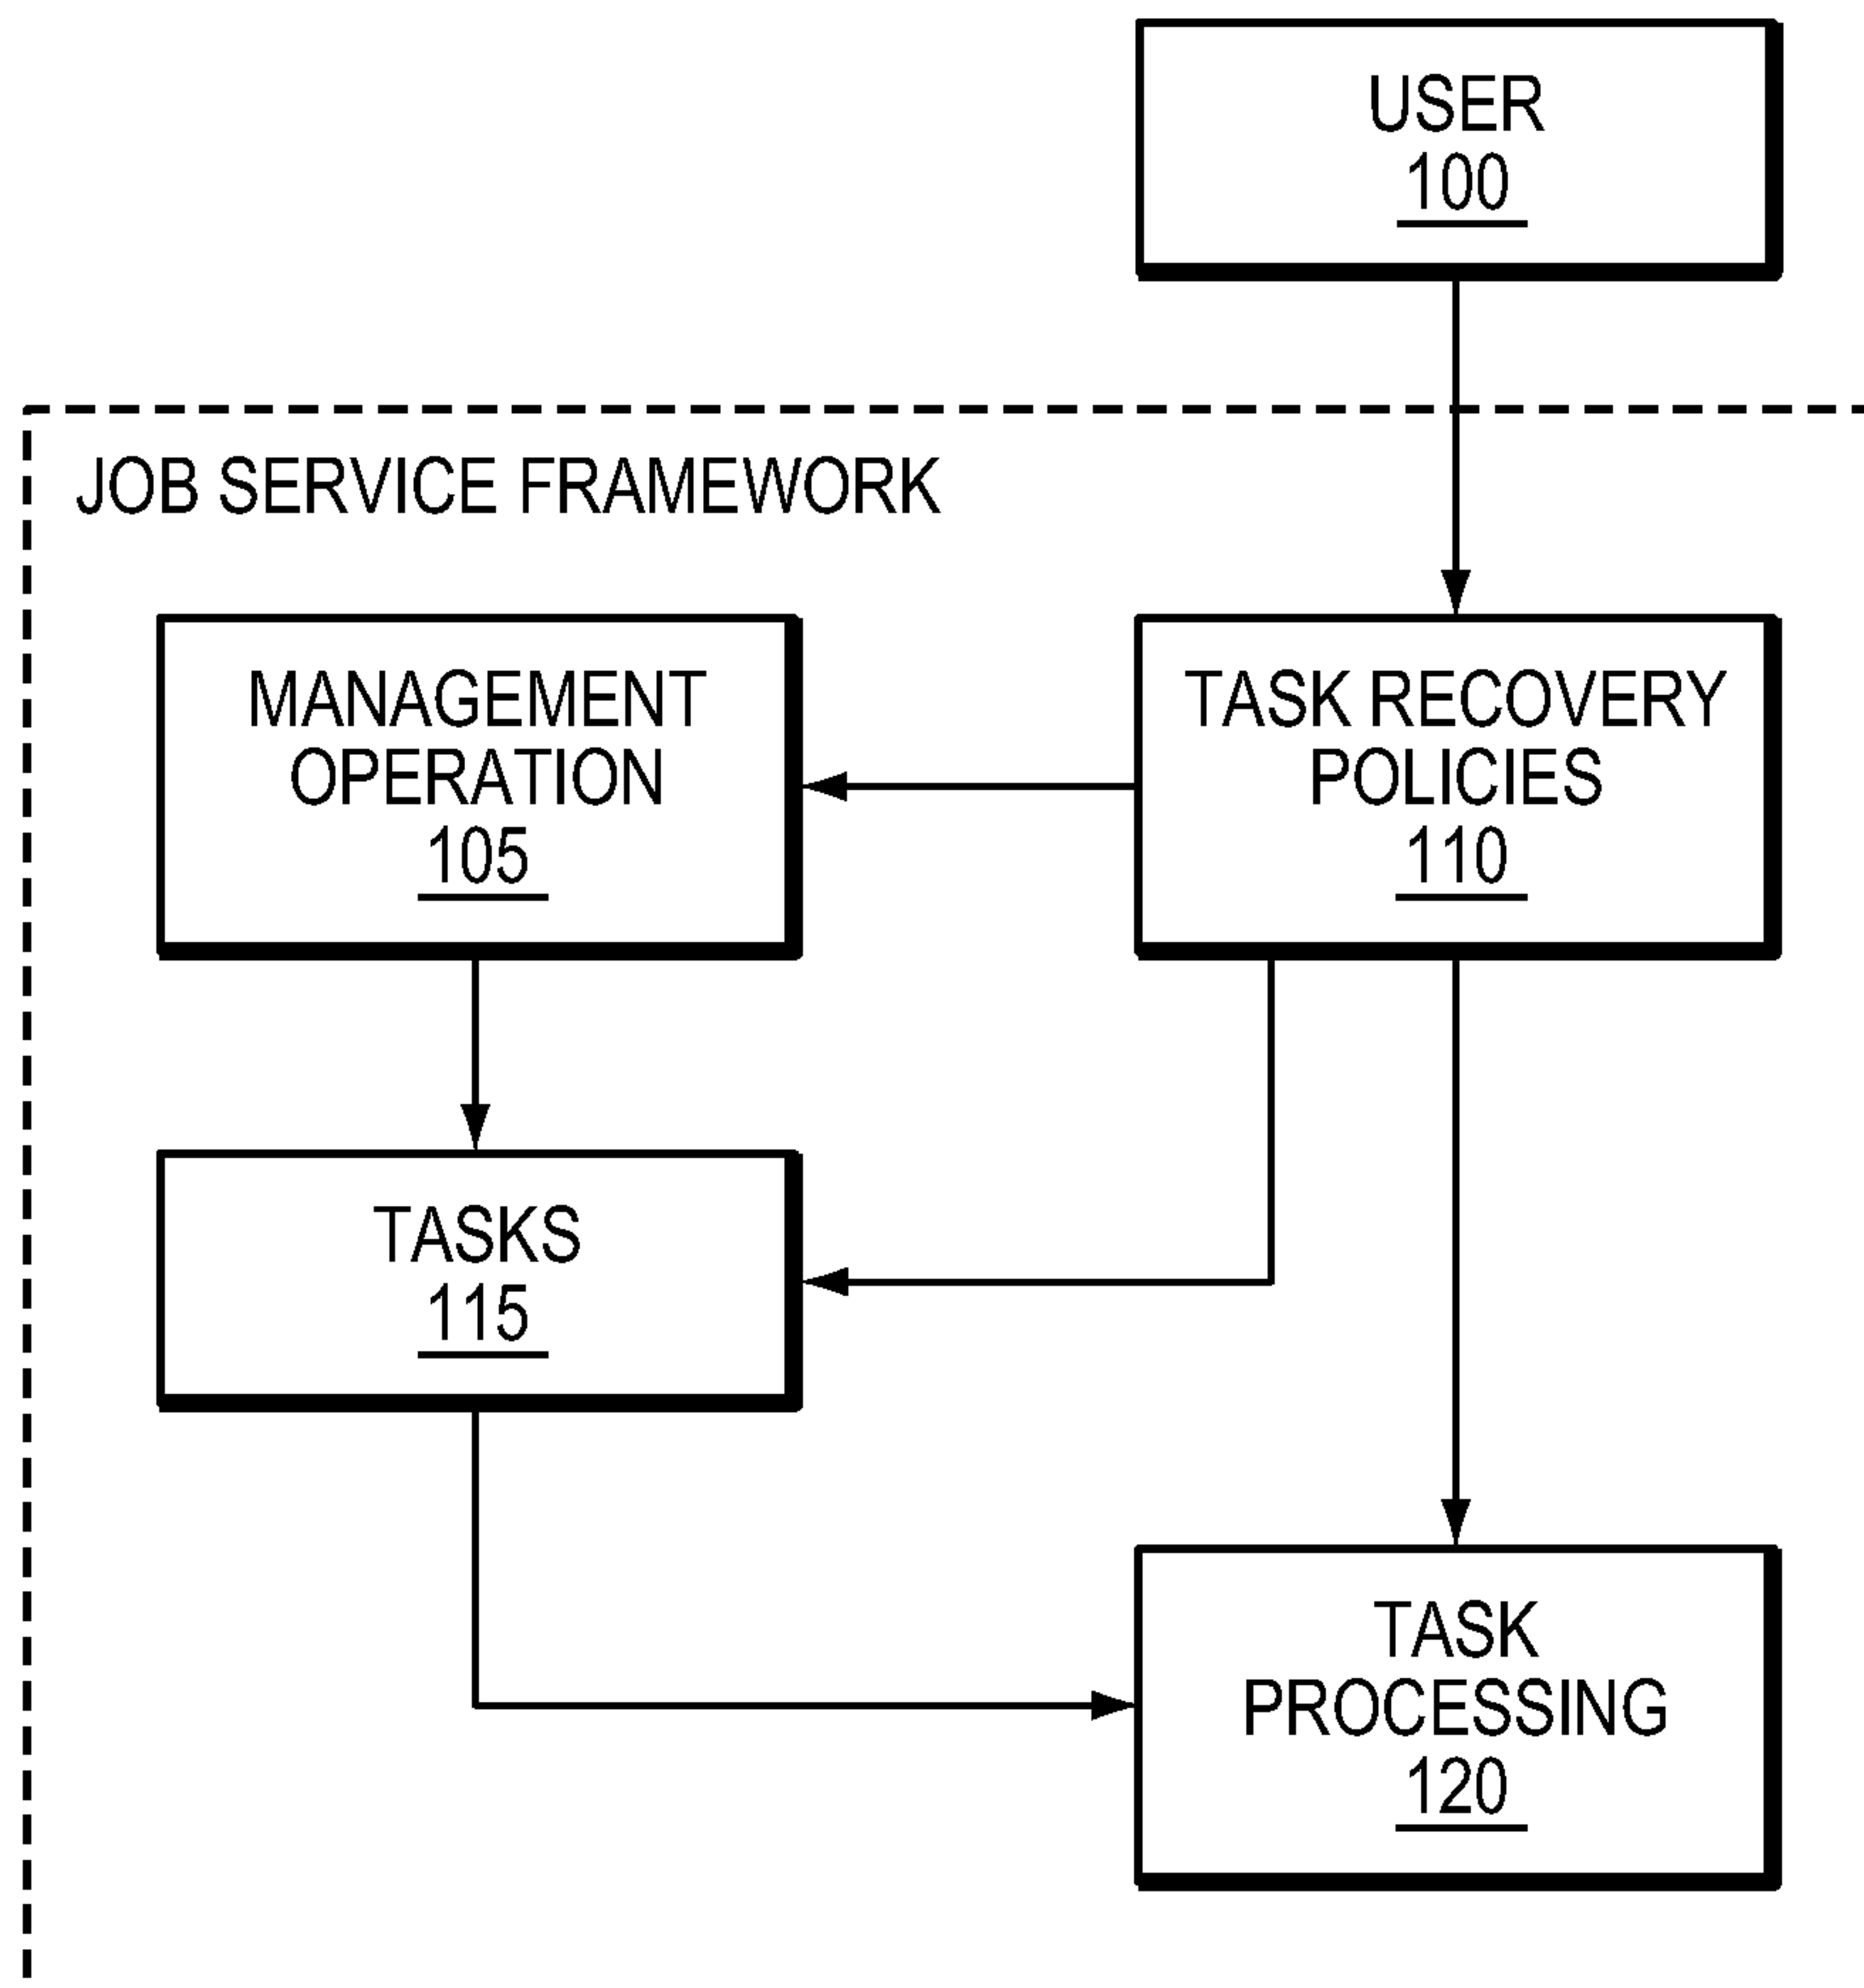 USER
100
JOB SERVICE FRAMEWORK
MANAGEMENT
OPERATION
105
TASK RECOVERY
POLICIES
110
TASKS
115
TASK
PROCESSING
120